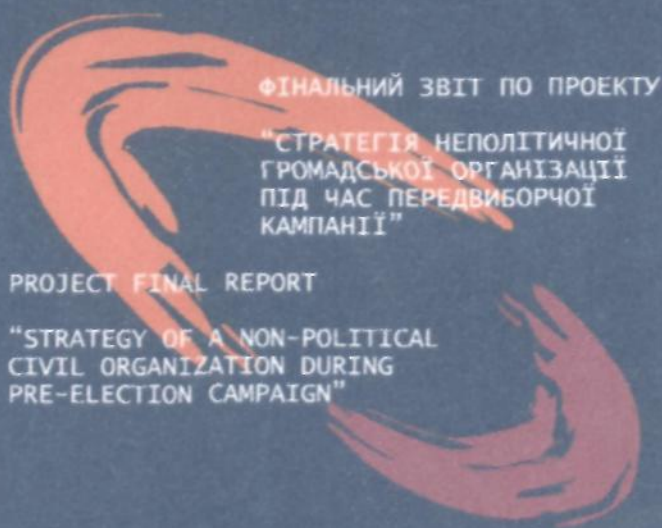 ФІНАЛЬНИЙ ЗВІТ ПО ПРОЕКТУ
“СТРАТЕГІЯ НЕПОЛІТИЧНОЇ
ГРОМАДСЬКОЇ ОРГАНІЗАЦІЇ
ПІД ЧАС ПЕРЕДВИБОРЧОЇ
КАМПАНІЇ”
PROJECT FINAL REPORT
“STRATEGY OF A NON-POLITICAL
CIVIL ORGANIZATION DURING
PRE-ELECTION CAMPAIGN”